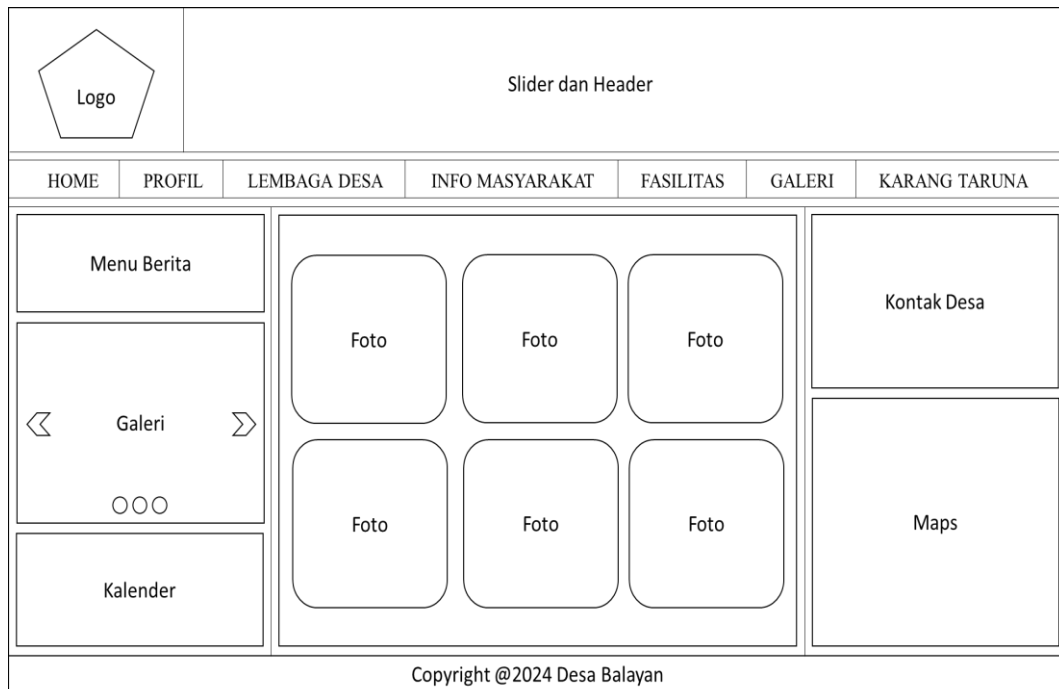 Logo
Slider dan Header
HOME
PROFIL
LEMBAGA DESA
INFO MASYARAKAT
FASILITAS
GALERI
KARANG TARUNA
Menu Berita
Galeri
Kalender
Foto
Foto
Foto
Foto
Foto
Foto
Kontak Desa
Maps
Copyright @2024 Desa Balayan